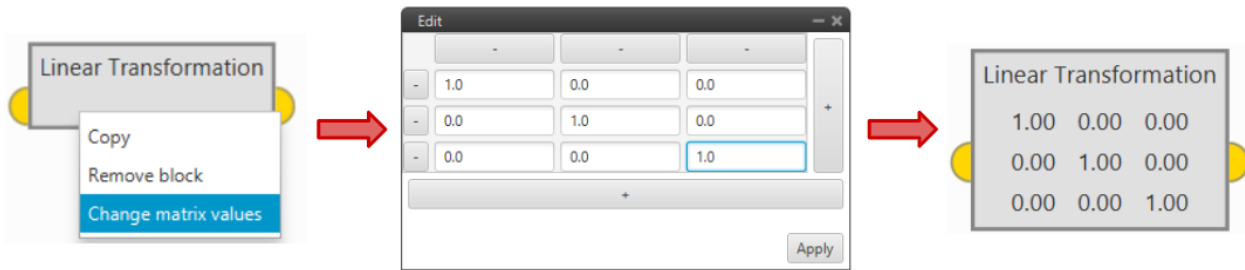 Linear Transformation
Copy
Remove block
Change matrix values
Edit
- - -
- 1.0 0.0 0.0
- 0.0 1.0 0.0
- 0.0 0.0 1.0
+
+
Apply
Linear Transformation
1.00 0.00 0.00
0.00 1.00 0.00
0.00 0.00 1.00